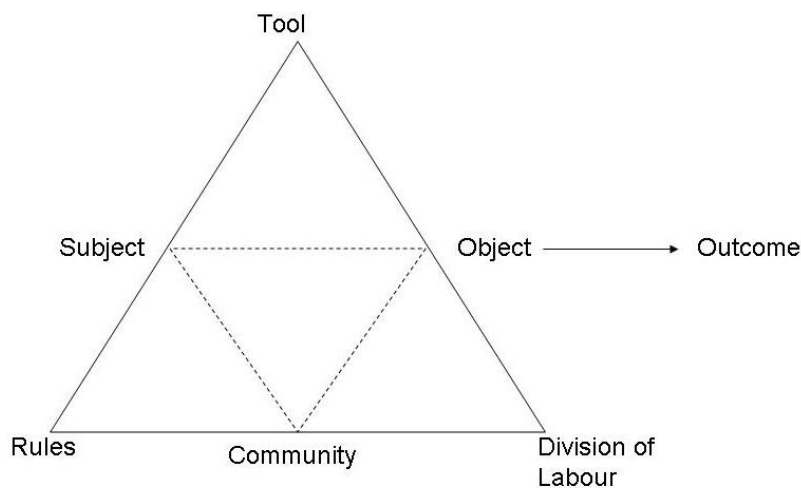 Tool
Subject
Object
Outcome
Rules
Community
Division of
Labour